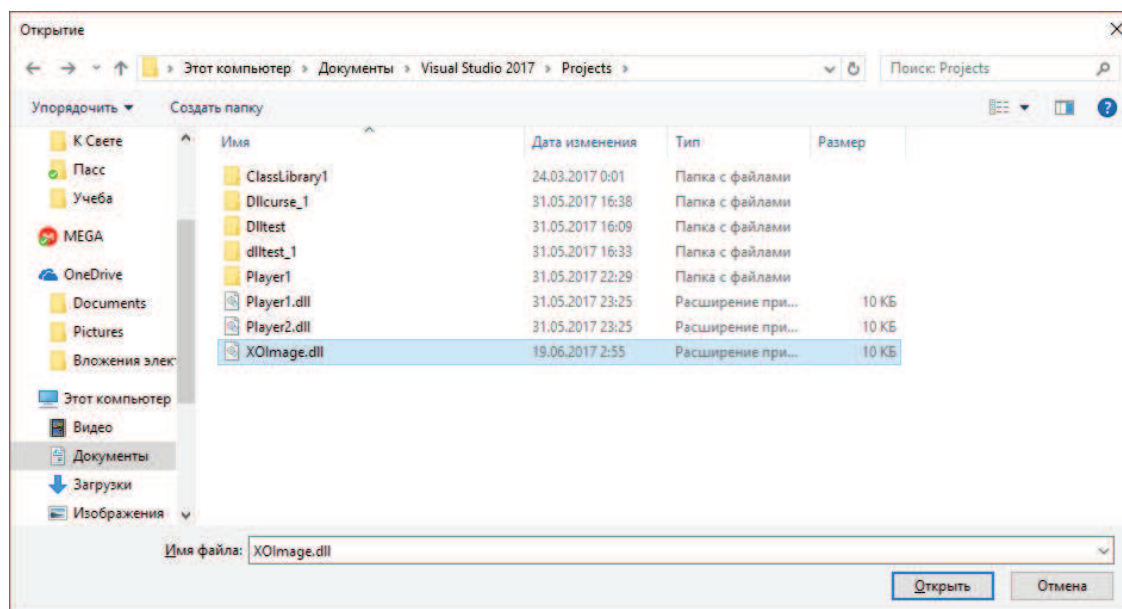 Открытие
Этот компьютер › Документы › Visual Studio 2017 › Projects ›
Поиск: Projects
Упорядочить Создать папку
Имя Дата изменения Тип Размер
К Свете
Пасс
Учеба
MEGA
OneDrive
Documents
Pictures
Вложения элек
Этот компьютер
Видео
Документы
Загрузки
Изображения
ClassLibrary1 24.03.2017 0:01 Папка с файлами
Dllcurse_1 31.05.2017 16:38 Папка с файлами
Dlltest 31.05.2017 16:09 Папка с файлами
dlltest_1 31.05.2017 16:33 Папка с файлами
Player1 31.05.2017 22:29 Папка с файлами
Player1.dll 31.05.2017 23:25 Расширение при... 10 КБ
Player2.dll 31.05.2017 23:25 Расширение при... 10 КБ
XOImage.dll 19.06.2017 2:55 Расширение при... 10 КБ
Имя файла: XOImage.dll
Открыть Отмена